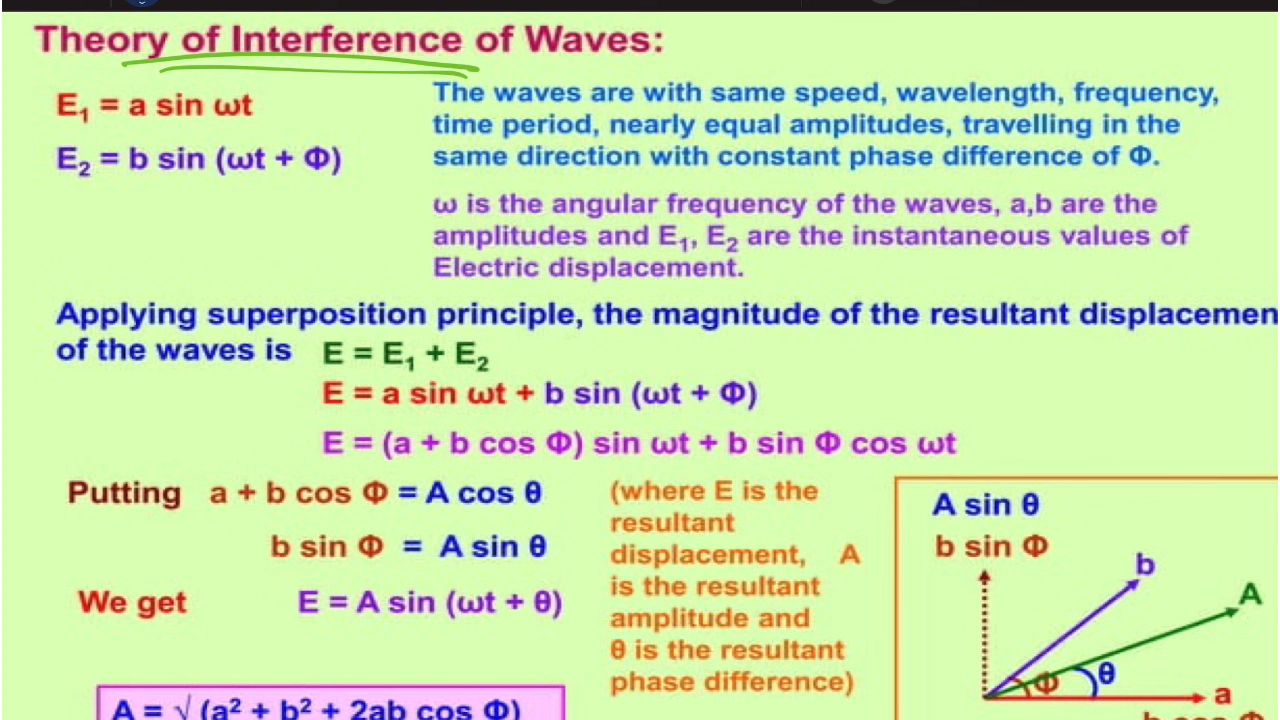 Theory of Interference of Waves:
E₁ = a sin ωt
E₂ = b sin (ωt + Φ)
The waves are with same speed, wavelength, frequency,
time period, nearly equal amplitudes, travelling in the
same direction with constant phase difference of Φ.
ω is the angular frequency of the waves, a,b are the
amplitudes and E₁, E₂ are the instantaneous values of
Electric displacement.
Applying superposition principle, the magnitude of the resultant displacemen
of the waves is E = E₁ + E₂
E = a sin ωt + b sin (ωt + Φ)
E = (a + b cos Φ) sin ωt + b sin Φ cos ωt
Putting a + b cos Φ = A cos θ
b sin Φ = A sin θ
We get E = A sin (ωt + θ)
(where E is the
resultant
displacement, A
is the resultant
amplitude and
θ is the resultant
phase difference)
A sin θ
b sin Φ
b
A
Φ
θ
a
b cos Φ
A = √ (a² + b² + 2ab cos Φ)